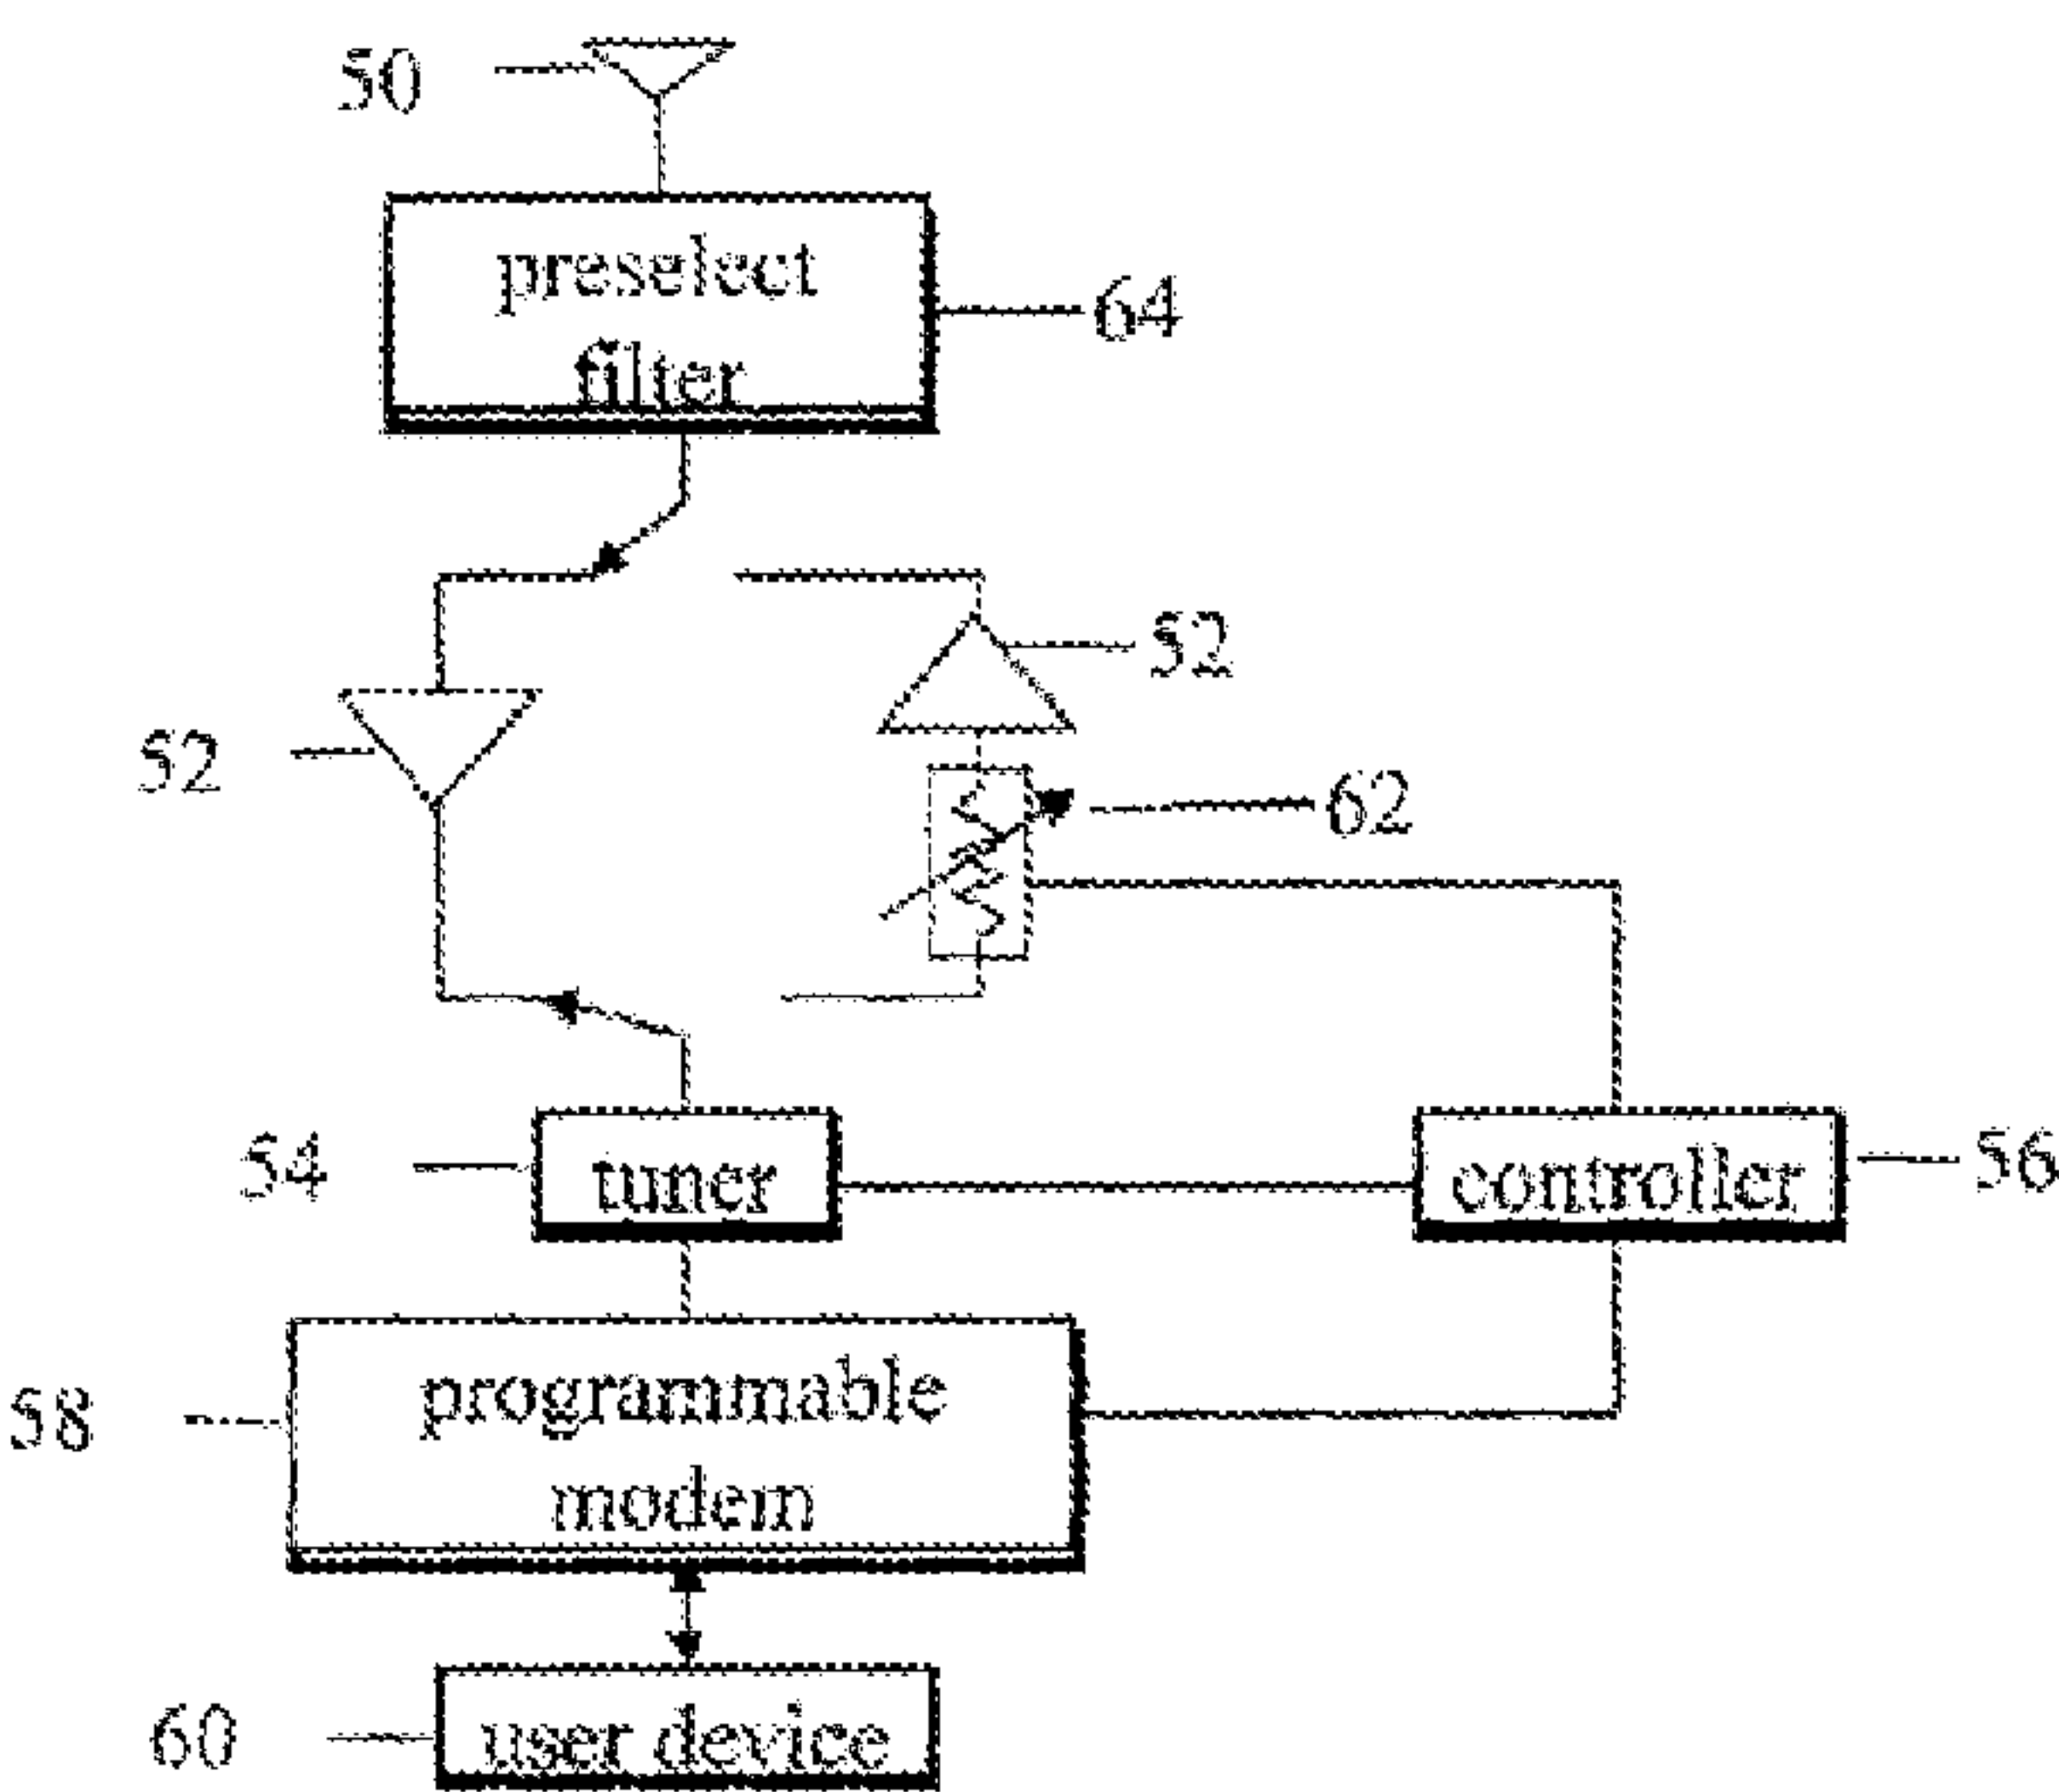 50
preselect
filter
64
52
52
62
54
tuner
controller
56
58
programmable
modem
60
user device